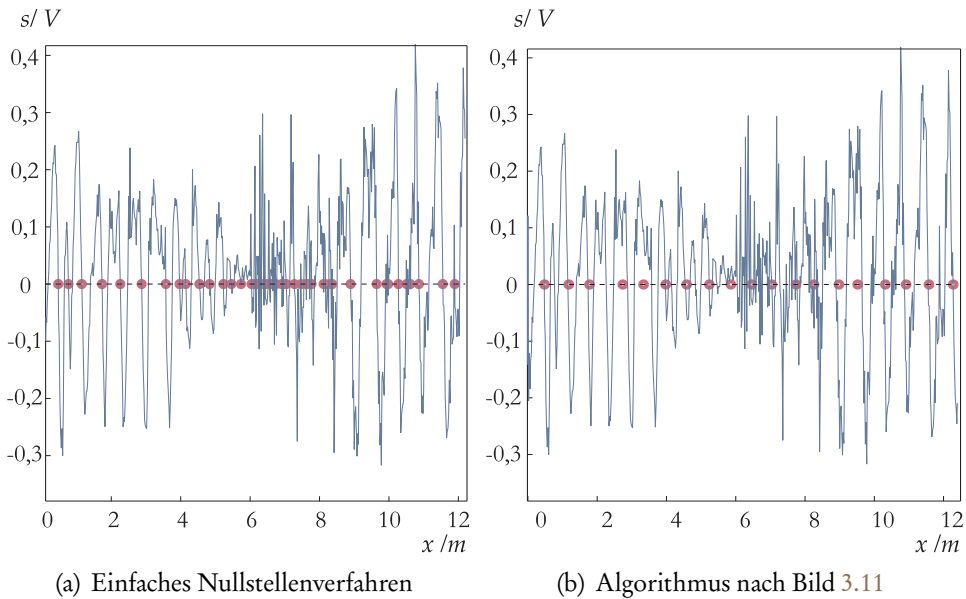 s/ V
s/ V
0,4
0,3
0,2
0,1
0
-0,1
-0,2
-0,3
0 2 4 6 8 10 12
x /m
(a) Einfaches Nullstellenverfahren
0,4
0,3
0,2
0,1
0
-0,1
-0,2
-0,3
0 2 4 6 8 10 12
x /m
(b) Algorithmus nach Bild 3.11